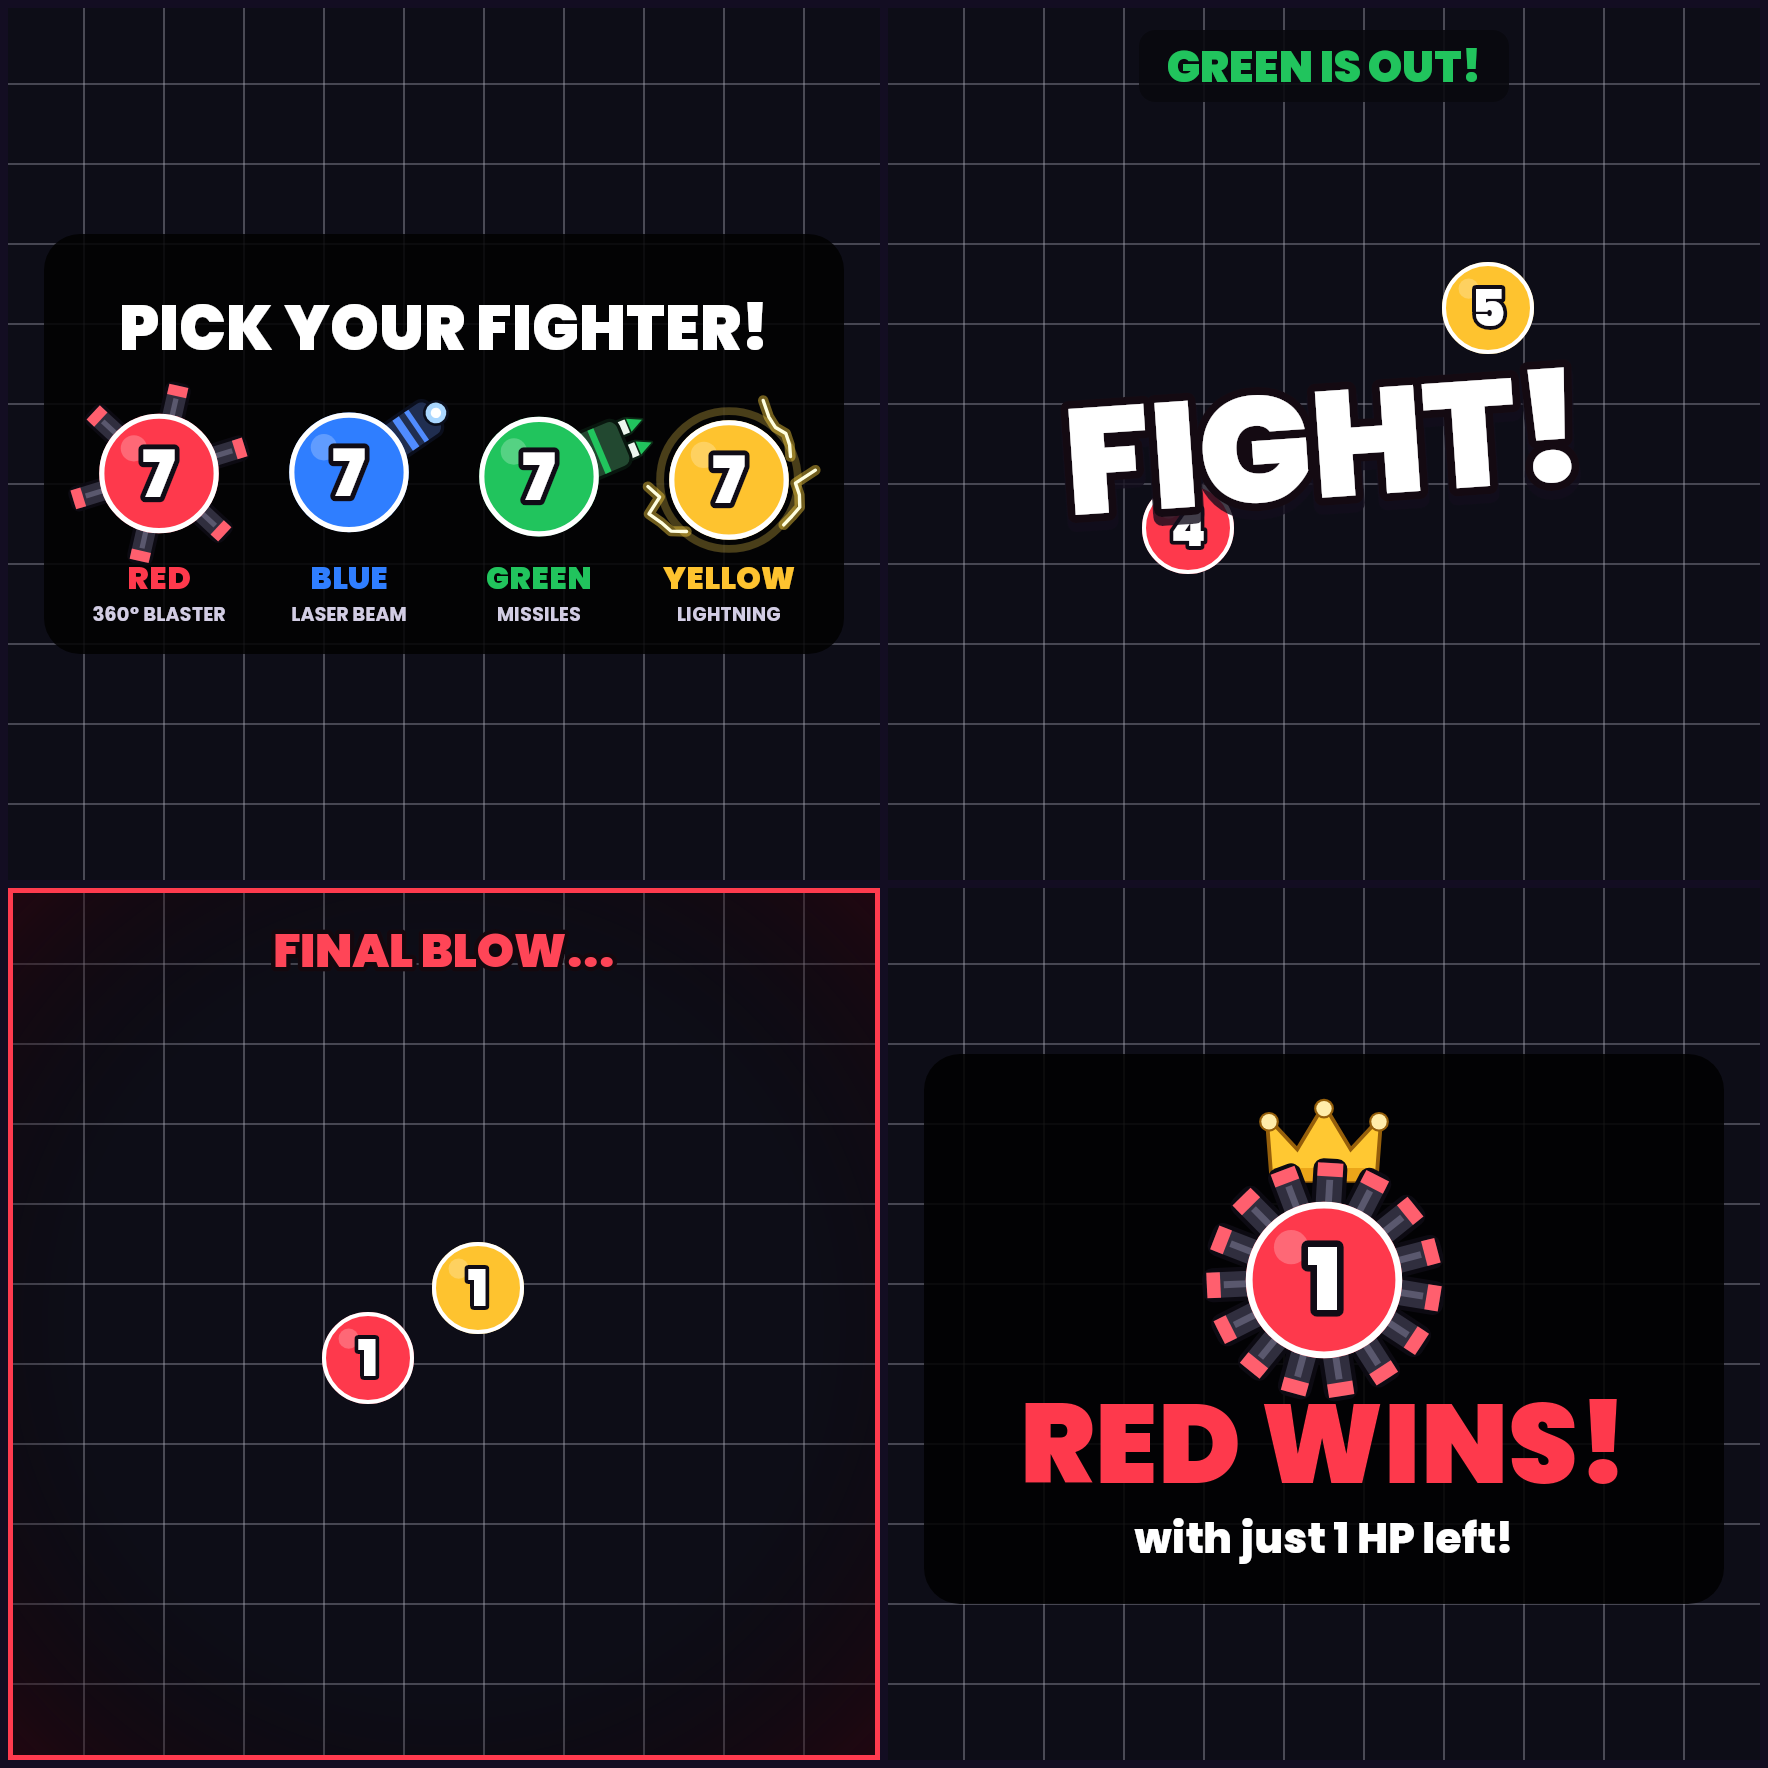 PICK YOUR FIGHTER!
7 7 7 7
RED BLUE GREEN YELLOW
360° BLASTER LASER BEAM MISSILES LIGHTNING
GREEN IS OUT!
5
FIGHT!
4
FINAL BLOW...
1
1
1
RED WINS!
with just 1 HP left!